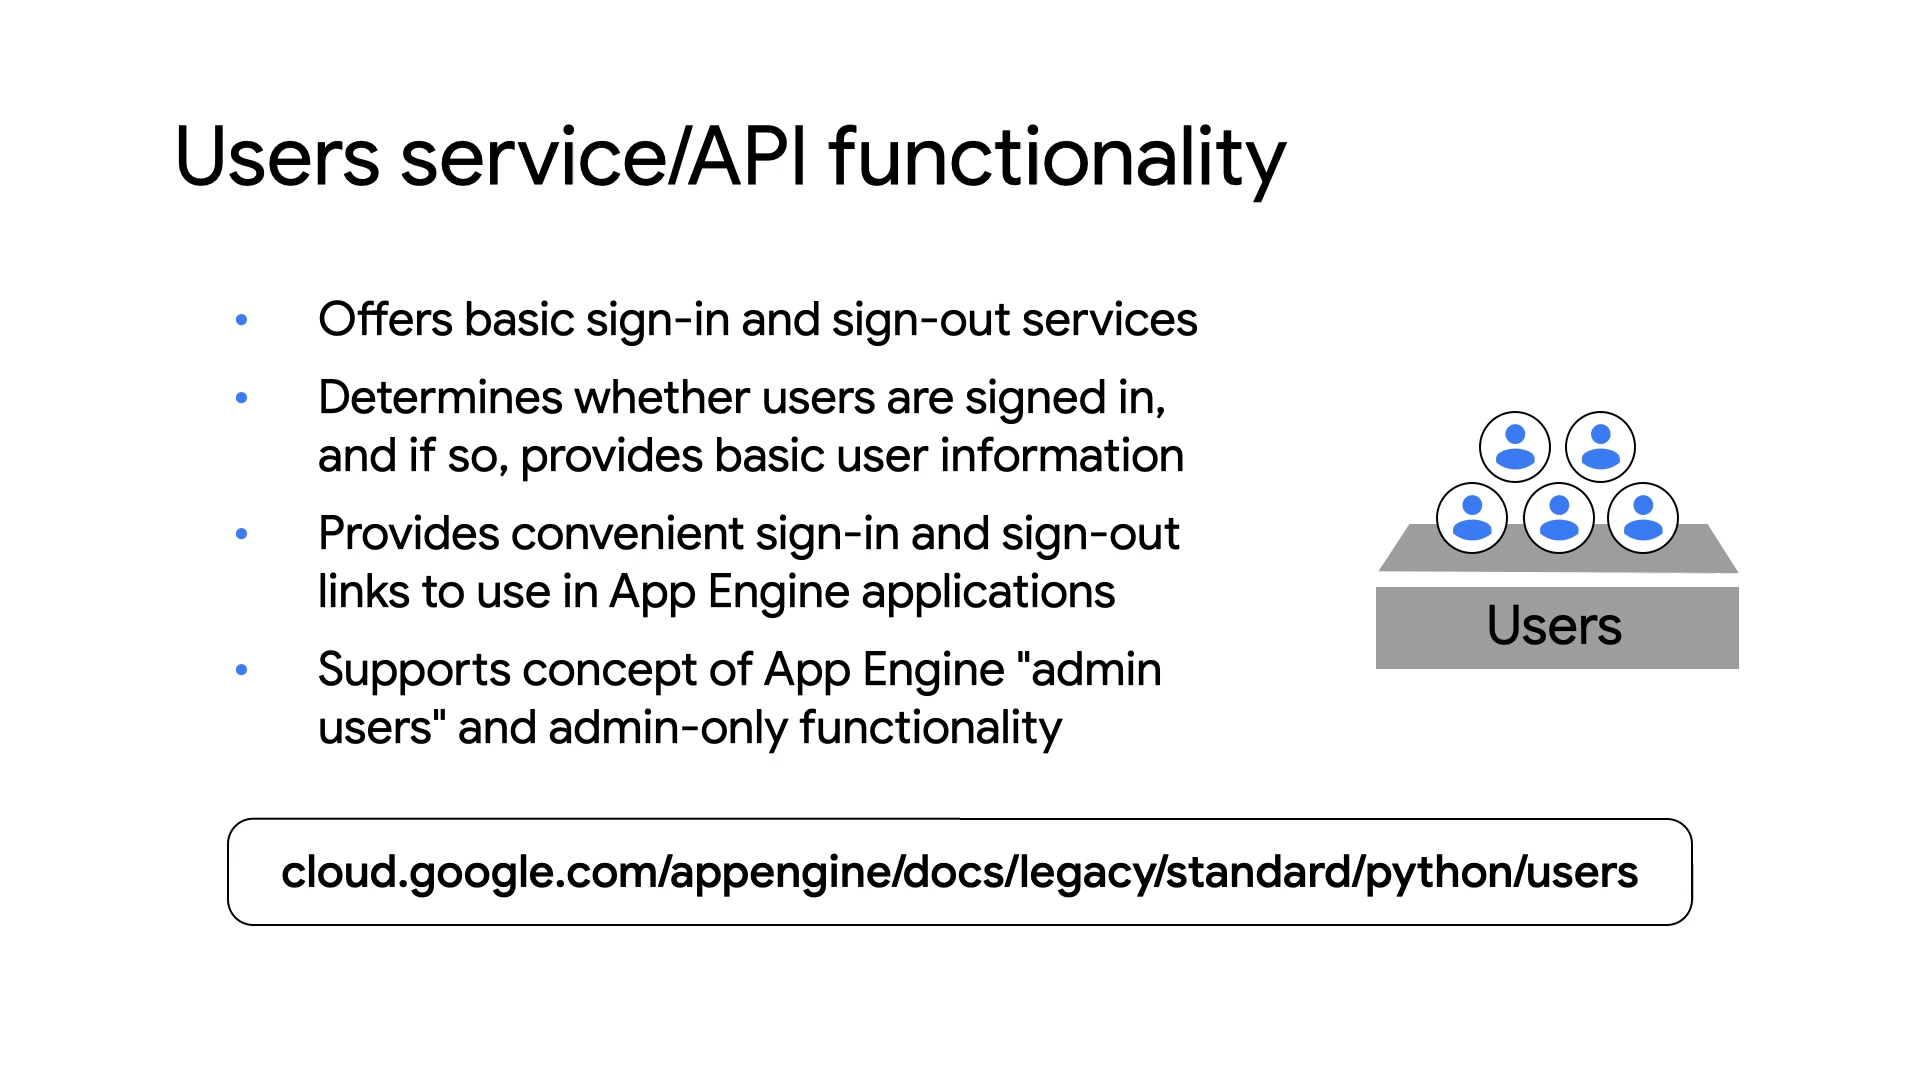 Users service/API functionality
• Offers basic sign-in and sign-out services
• Determines whether users are signed in,
and if so, provides basic user information
• Provides convenient sign-in and sign-out
links to use in App Engine applications
• Supports concept of App Engine "admin
users" and admin-only functionality
Users
cloud.google.com/appengine/docs/legacy/standard/python/users